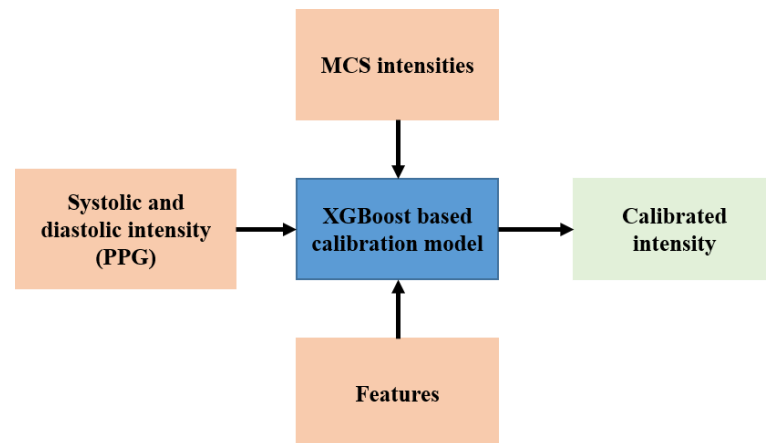 MCS intensities
Systolic and
diastolic intensity
(PPG)
XGBoost based
calibration model
Calibrated
intensity
Features